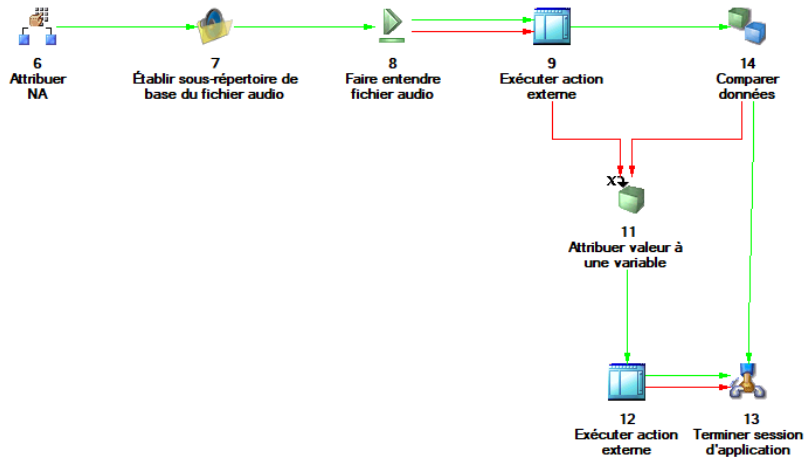 6
Attribuer
NA
7
Établir sous-répertoire de
base du fichier audio
8
Faire entendre
fichier audio
9
Exécuter action
externe
14
Comparer
données
X
11
Attribuer valeur à
une variable
12
Exécuter action
externe
13
Terminer session
d'application